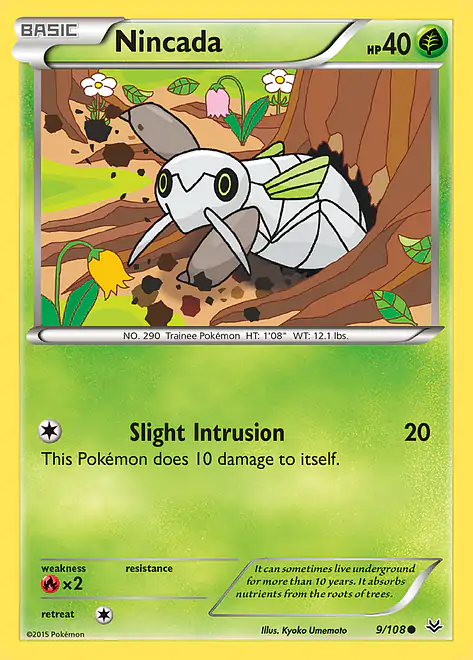 BASIC Nincada HP 40
NO. 290 Trainee Pokémon HT: 1'08" WT: 12.1 lbs.
Slight Intrusion 20
This Pokémon does 10 damage to itself.
weakness resistance
×2
It can sometimes live underground
for more than 10 years. It absorbs
nutrients from the roots of trees.
retreat
©2015 Pokémon Illus. Kyoko Umemoto 9/108